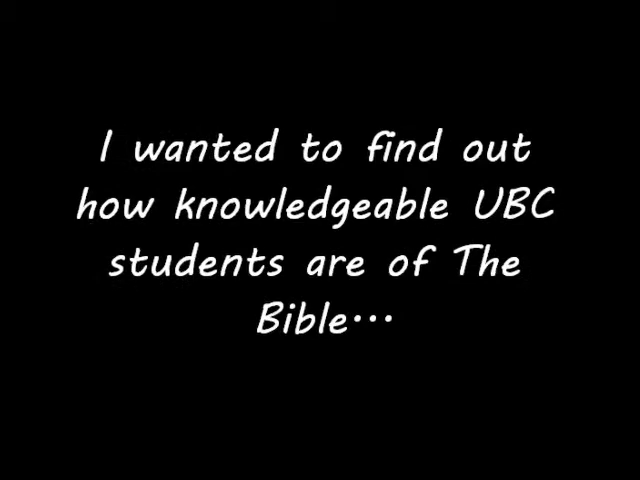 I wanted to find out
how knowledgeable UBC
students are of The
Bible...